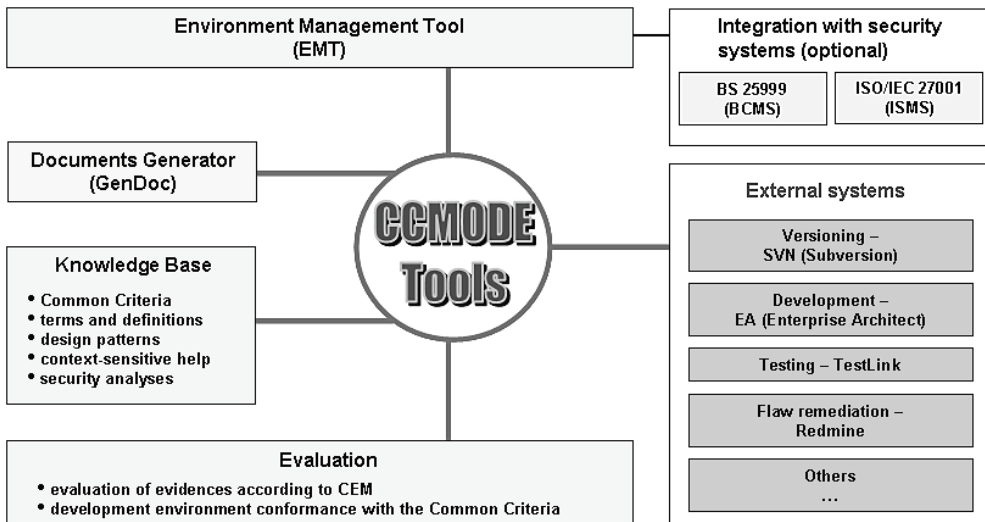 Environment Management Tool
(EMT)
Integration with security
systems (optional)
BS 25999
(BCMS)
ISO/IEC 27001
(ISMS)
Documents Generator
(GenDoc)
CCMODE
Tools
Knowledge Base
• Common Criteria
• terms and definitions
• design patterns
• context-sensitive help
• security analyses
External systems
Versioning –
SVN (Subversion)
Development –
EA (Enterprise Architect)
Testing – TestLink
Flaw remediation –
Redmine
Others
...
Evaluation
• evaluation of evidences according to CEM
• development environment conformance with the Common Criteria